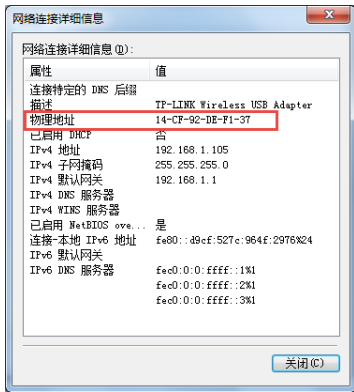 网络连接详细信息
网络连接详细信息(D):
属性 值
连接特定的 DNS 后缀
描述 TP-LINK Wireless USB Adapter
物理地址 14-CF-92-DE-F1-37
已启用 DHCP 否
IPv4 地址 192.168.1.105
IPv4 子网掩码 255.255.255.0
IPv4 默认网关 192.168.1.1
IPv4 DNS 服务器
IPv4 WINS 服务器
已启用 NetBIOS ove... 是
连接-本地 IPv6 地址 fe80::d9cf:527c:964f:2976%24
IPv6 默认网关
IPv6 DNS 服务器 fec0:0:0:ffff::1%1
fec0:0:0:ffff::2%1
fec0:0:0:ffff::3%1
关闭(C)